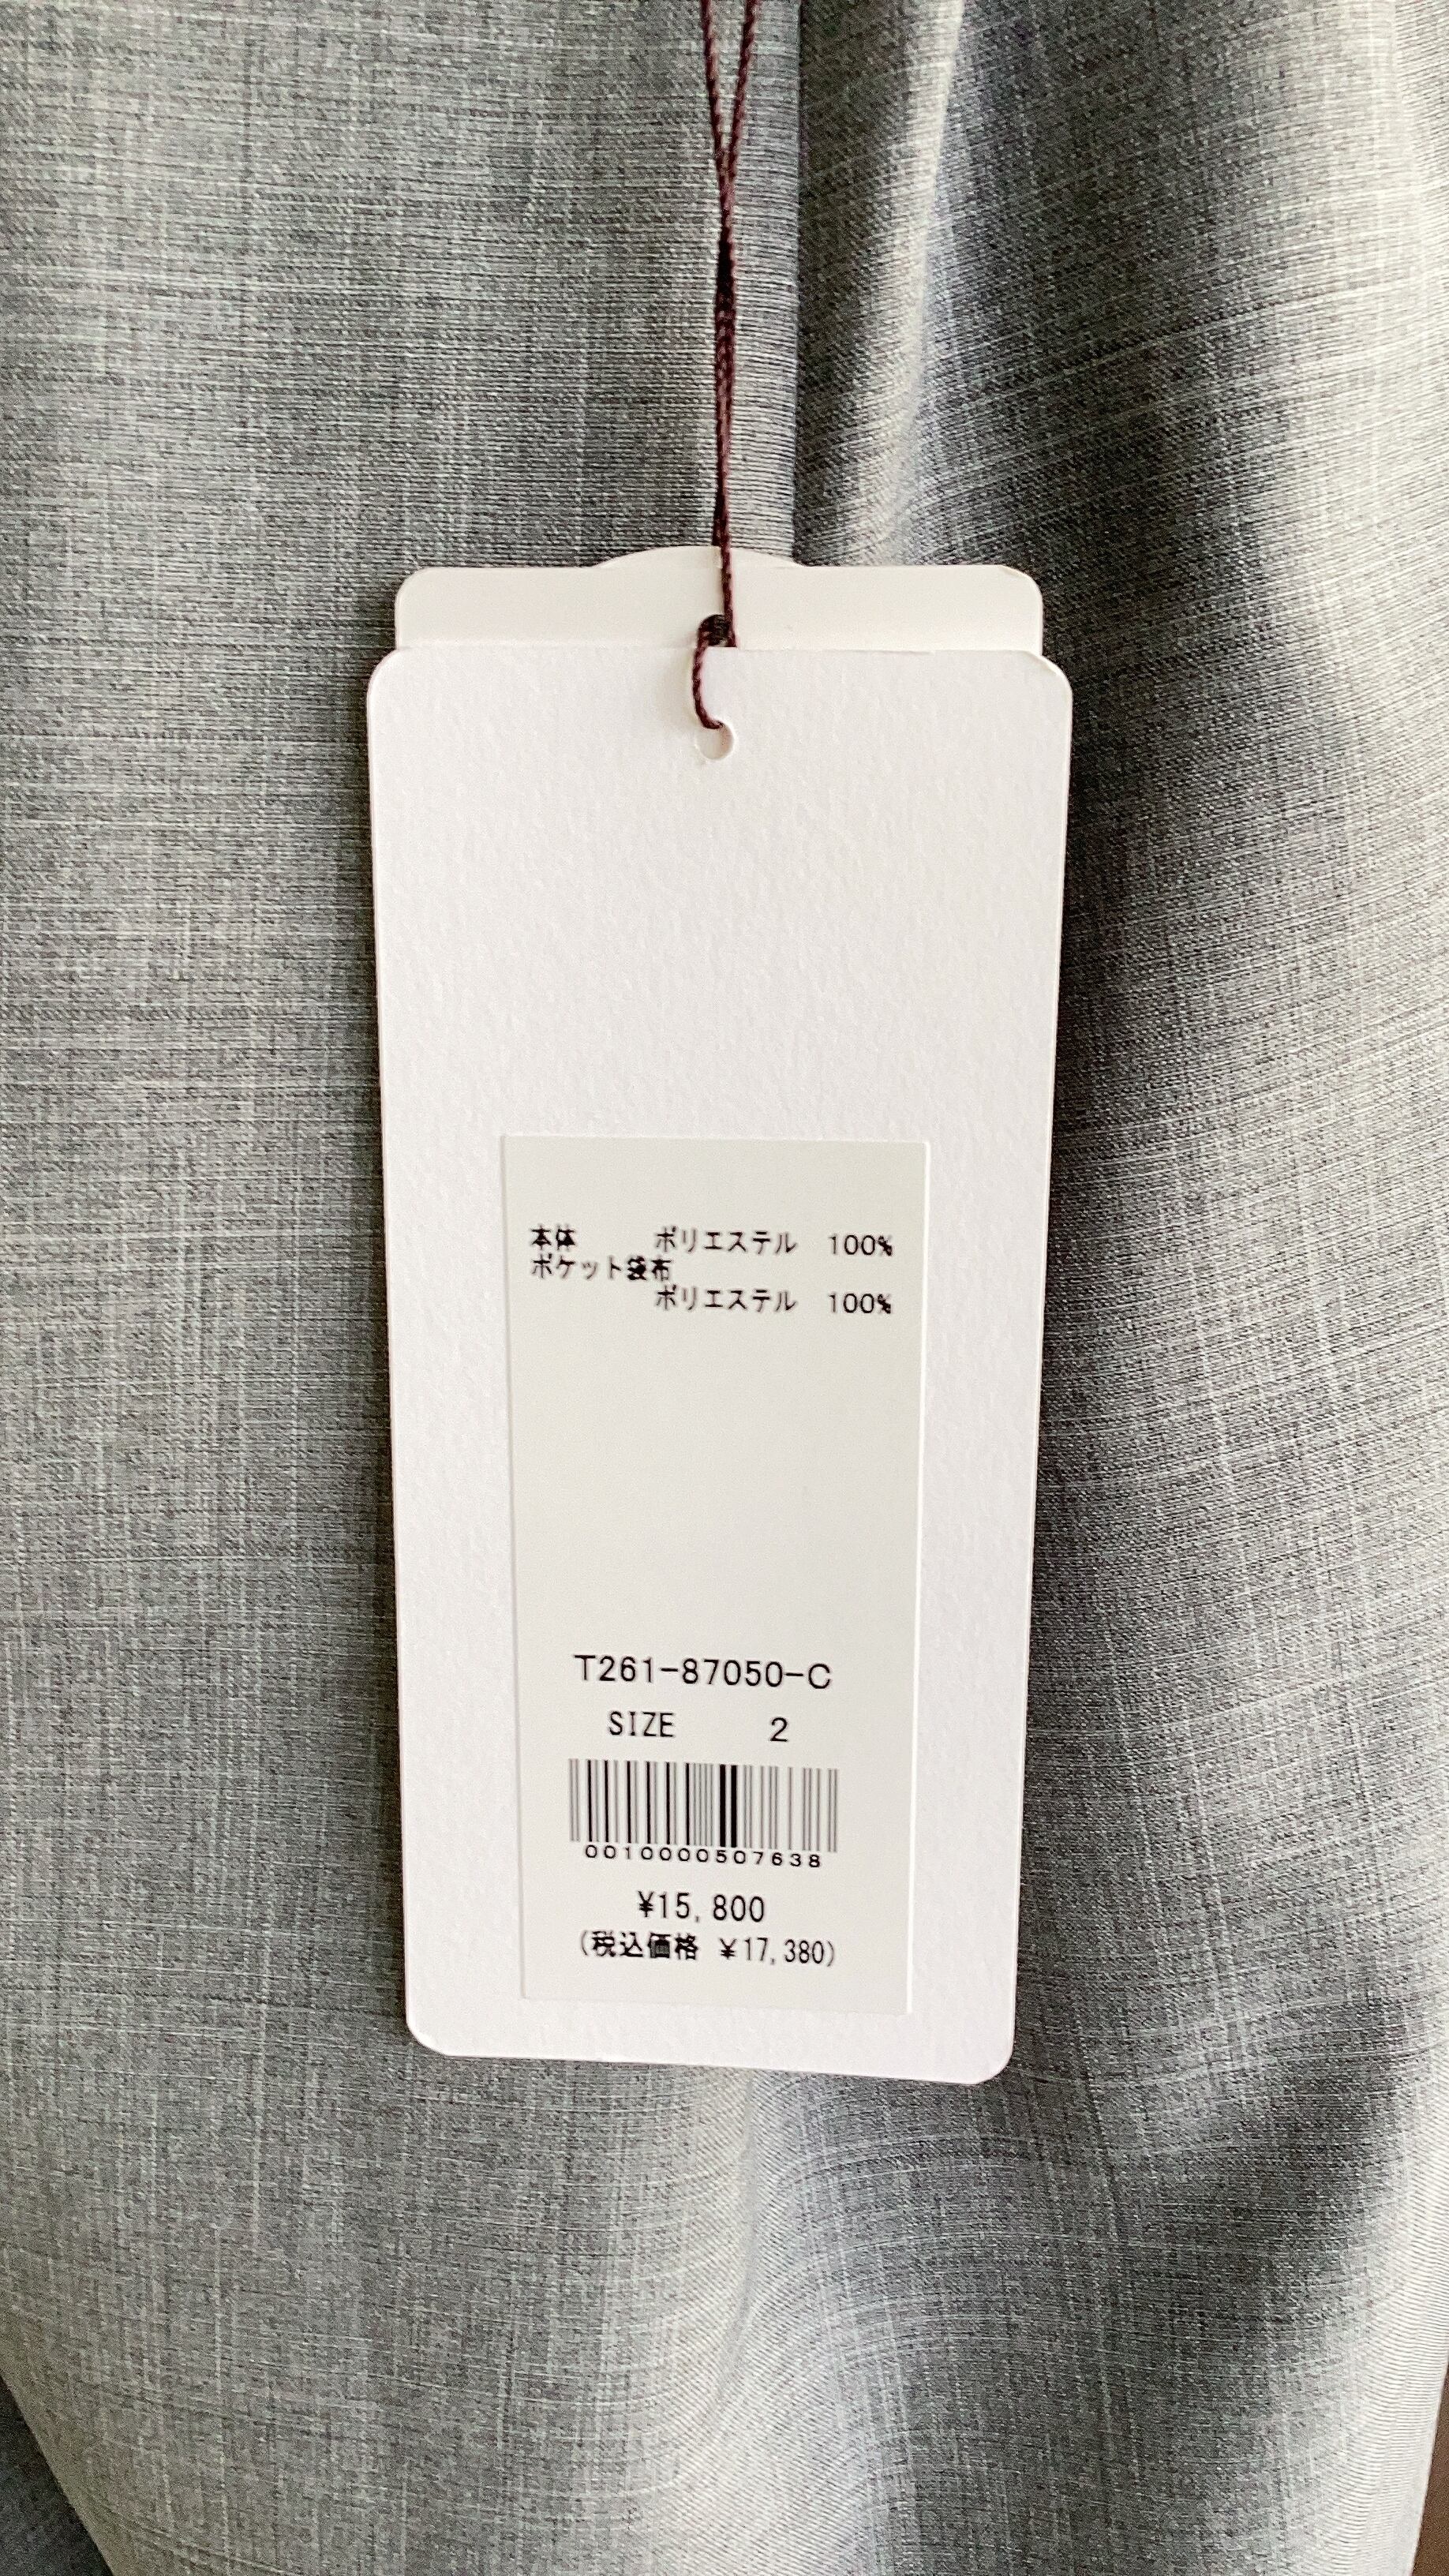 本体 ポリエステル 100%
ポケット袋布
ポリエステル 100%
T261-87050-C
SIZE 2
0010000507638
¥15,800
(税込価格 ¥17,380)